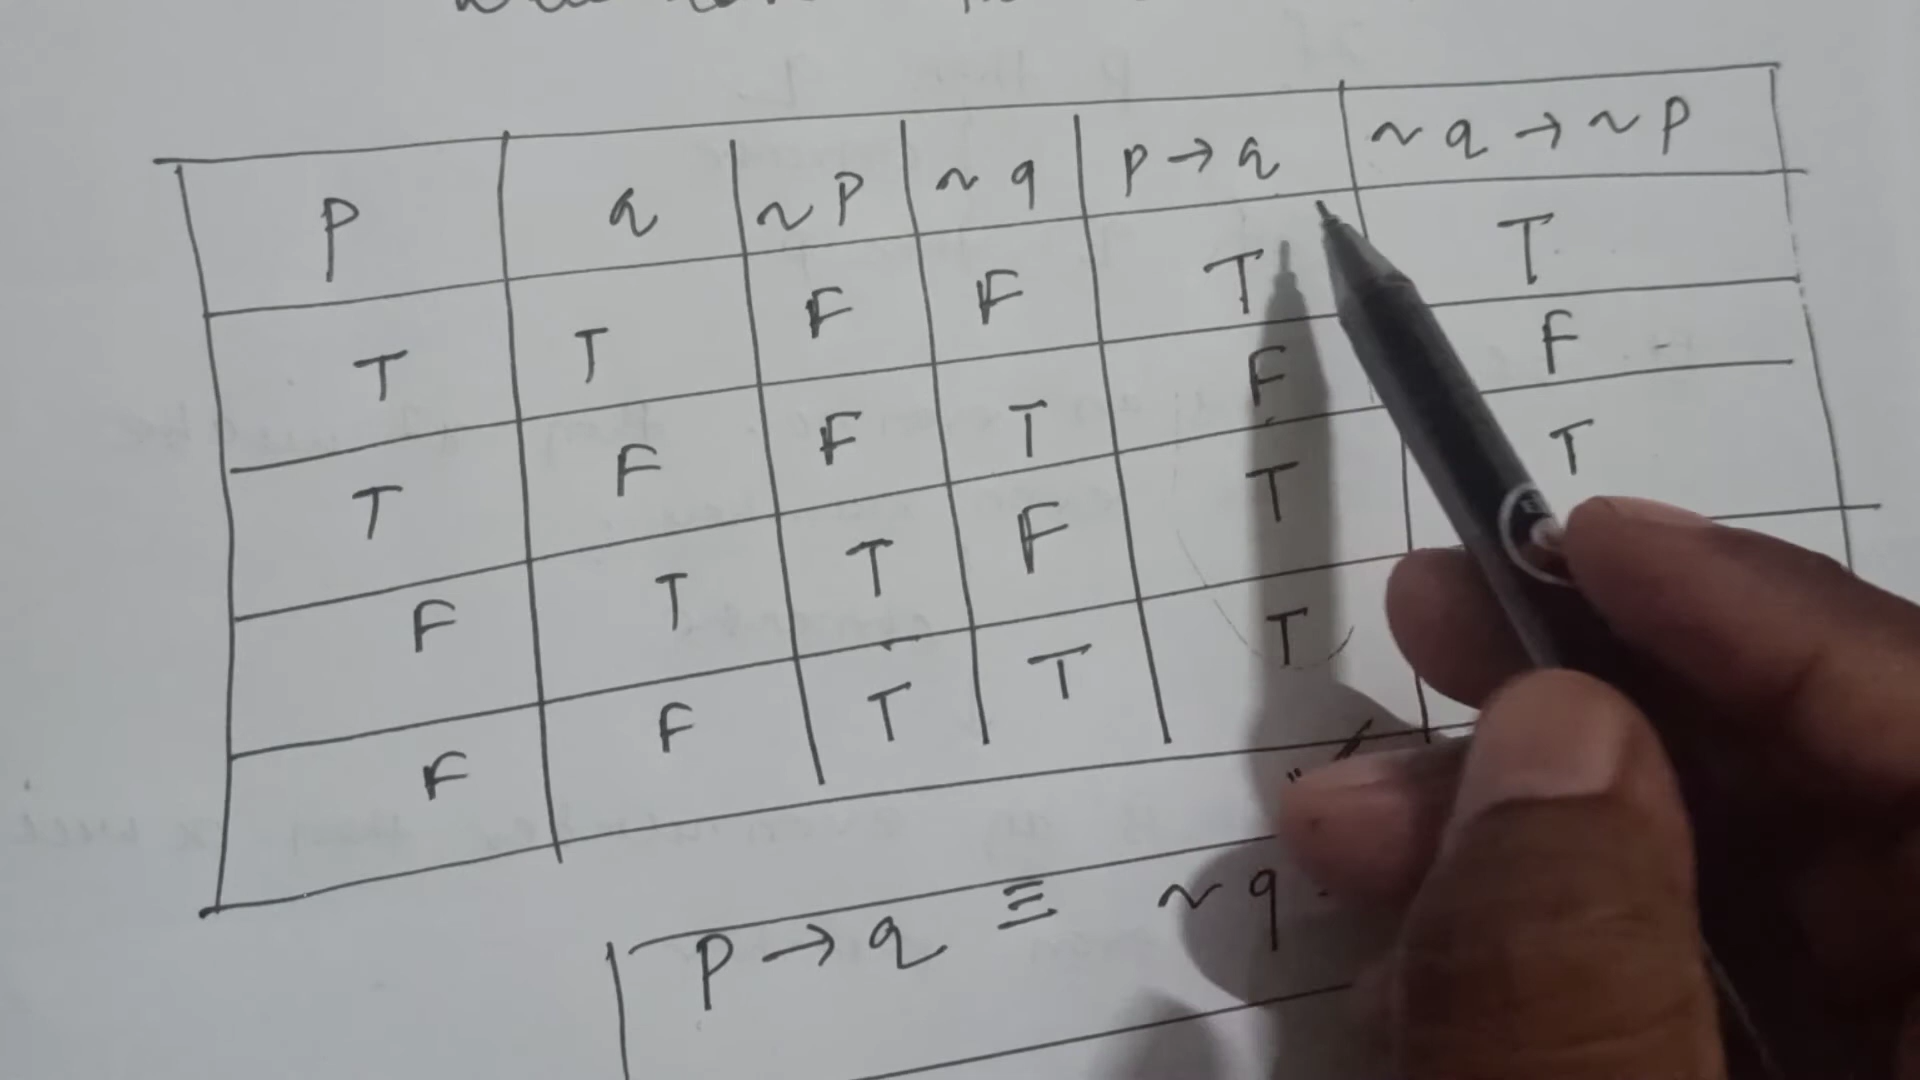 p q ~p ~q p → q ~q → ~p
T T F F T T
T F F T F F
F T T F T T
F F T T T
p → q ≡ ~q